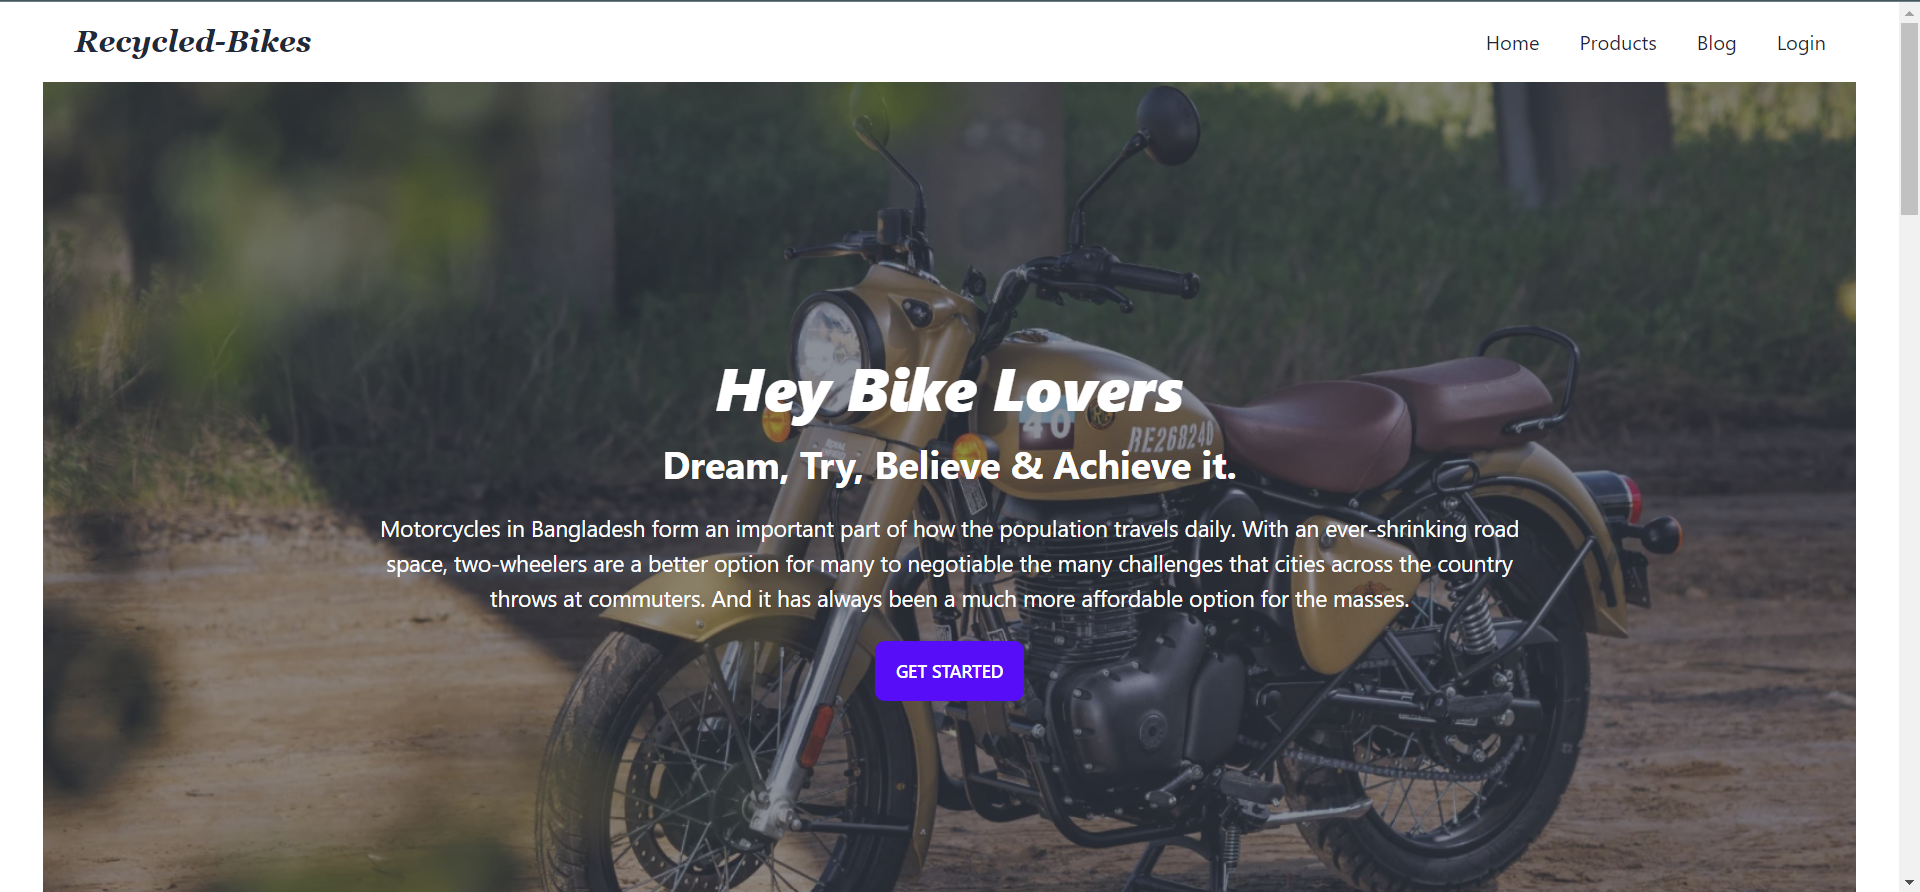 Recycled-Bikes
Home Products Blog Login
Hey Bike Lovers
40
RE268240
Dream, Try, Believe & Achieve it.
Motorcycles in Bangladesh form an important part of how the population travels daily. With an ever-shrinking road
space, two-wheelers are a better option for many to negotiable the many challenges that cities across the country
throws at commuters. And it has always been a much more affordable option for the masses.
GET STARTED